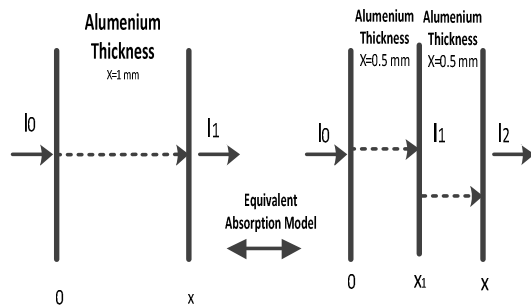 Alumenium
Thickness
X=1 mm
I0
I1
0
x
Equivalent
Absorption Model
Alumenium
Thickness
X=0.5 mm
Alumenium
Thickness
X=0.5 mm
I0
I1
I2
0
x1
x